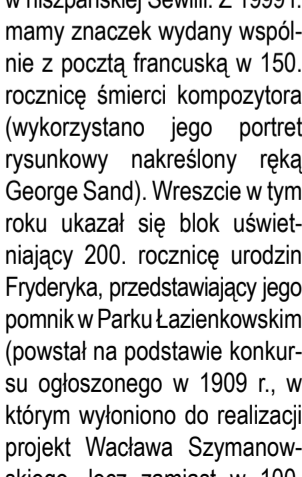 w hiszpańskiej Sewilli. Z 1999 r.
mamy znaczek wydany wspól-
nie z pocztą francuską w 150.
rocznicę śmierci kompozytora
(wykorzystano jego portret
rysunkowy nakreślony ręką
George Sand). Wreszcie w tym
roku ukazał się blok uświet-
niający 200. rocznicę urodzin
Fryderyka, przedstawiający jego
pomnik w Parku Łazienkowskim
(powstał na podstawie konkur-
su ogłoszonego w 1909 r., w
którym wyłoniono do realizacji
projekt Wacława Szymanow-
skiego, lecz zamiast w 100.